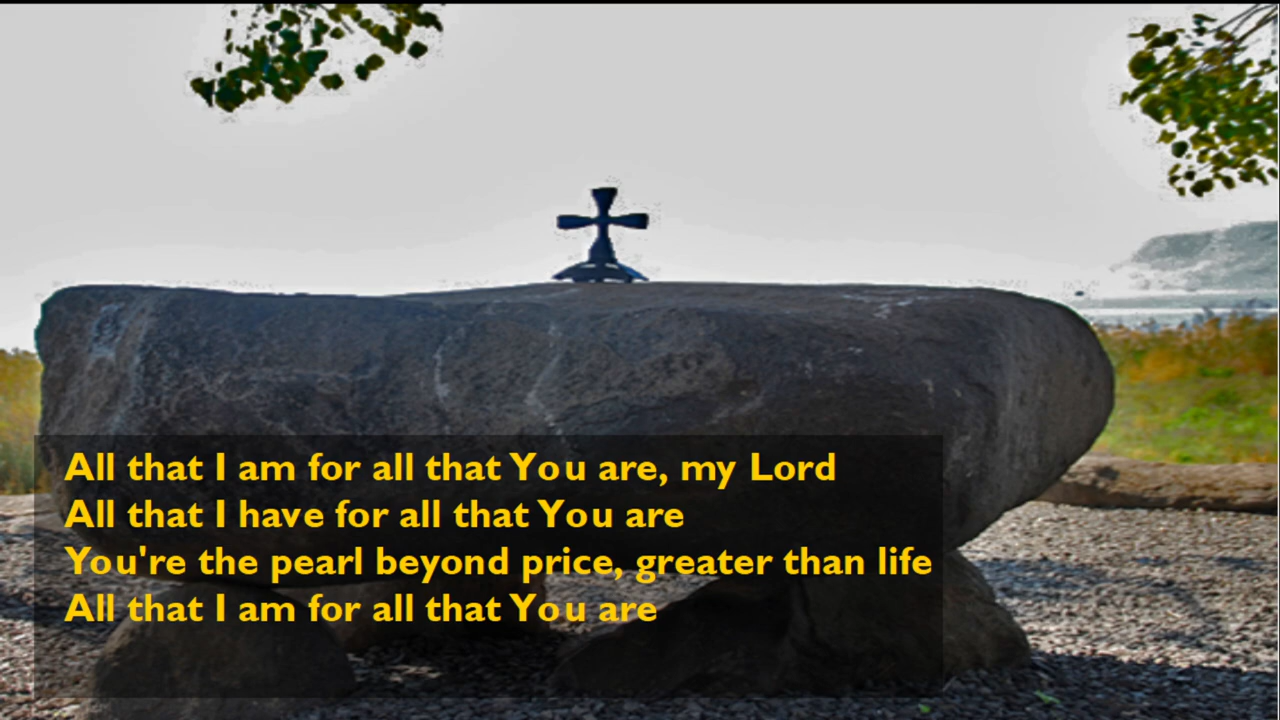 All that I am for all that You are, my Lord
All that I have for all that You are
You're the pearl beyond price, greater than life
All that I am for all that You are